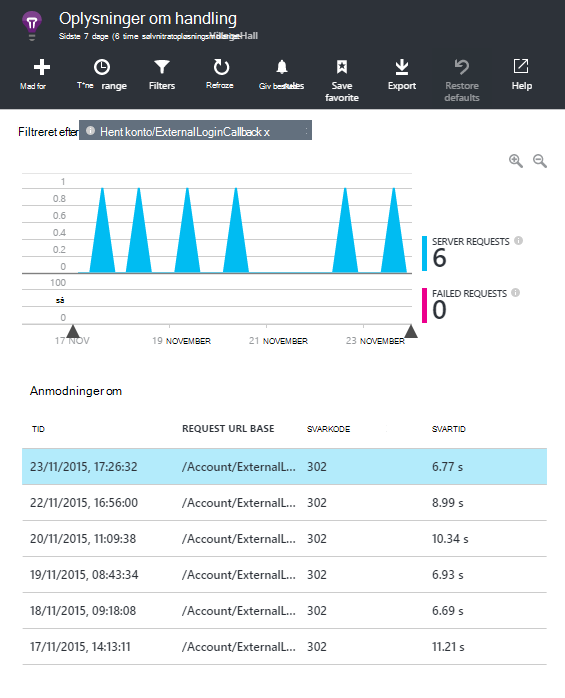 Oplysninger om handling
Sidste 7 dage (6 time sølvnitratopløsnings
VillageHall
Mad for
T*ne range
Filters
Refroze
Giv besked
rules
Save favorite
Export
Restore defaults
Help
Filtreret efter
Hent konto/ExternalLoginCallback x
1
0.8
0.6
0.4
0.2
0
100
så
0
17 NOV
19 NOVEMBER
21 NOVEMBER
23 NOVEMBER
SERVER REQUESTS
6
FAILED REQUESTS
0
Anmodninger om
TID REQUEST URL BASE SVARKODE SVARTID
23/11/2015, 17:26:32 /Account/ExternalL... 302 6.77 s
22/11/2015, 16:56:00 /Account/ExternalL... 302 8.99 s
20/11/2015, 11:09:38 /Account/ExternalL... 302 10.34 s
19/11/2015, 08:43:34 /Account/ExternalL... 302 6.93 s
18/11/2015, 09:18:08 /Account/ExternalL... 302 6.69 s
17/11/2015, 14:13:11 /Account/ExternalL... 302 11.21 s